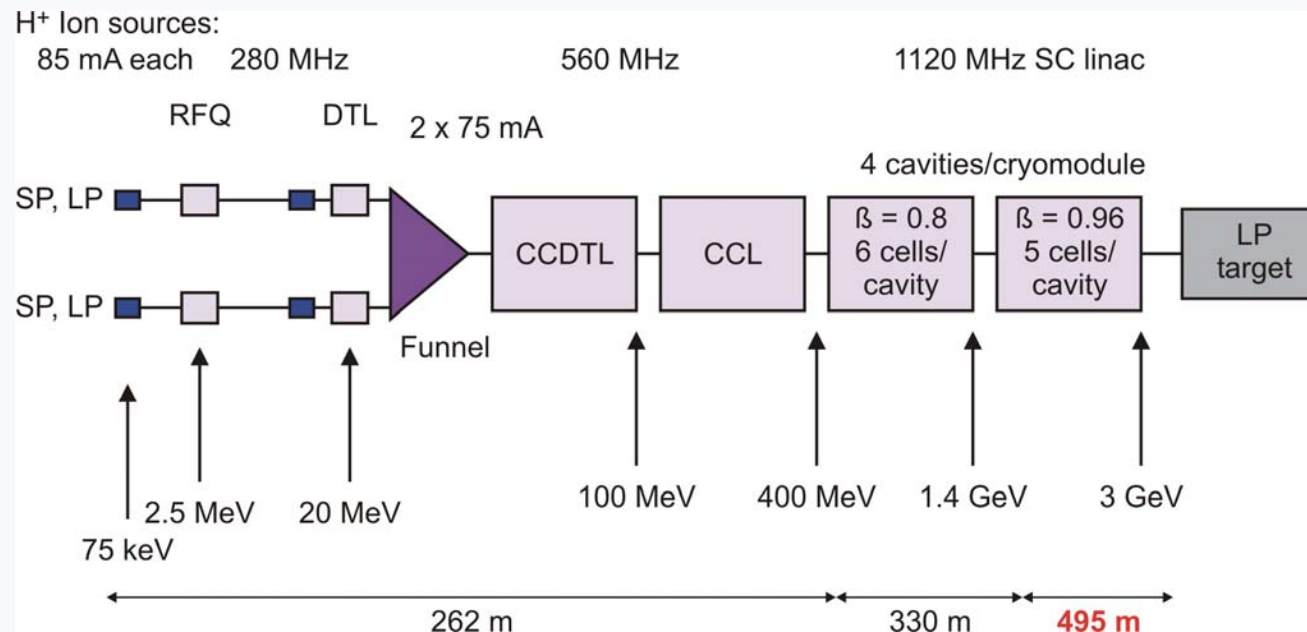 H⁺ Ion sources:
85 mA each 280 MHz 560 MHz 1120 MHz SC linac
RFQ DTL 2 x 75 mA
4 cavities/cryomodule
SP, LP
SP, LP
Funnel
CCDTL
CCL
ß = 0.8
6 cells/
cavity
ß = 0.96
5 cells/
cavity
LP
target
75 keV
2.5 MeV
20 MeV
100 MeV
400 MeV
1.4 GeV
3 GeV
262 m 330 m 495 m